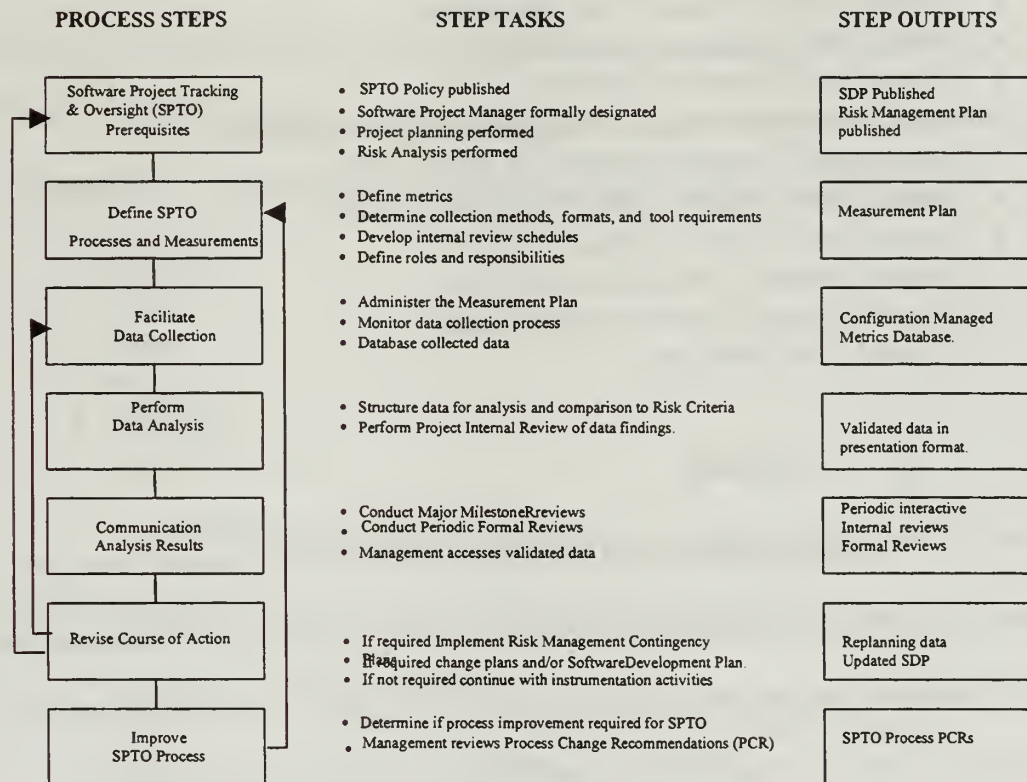 PROCESS STEPS
STEP TASKS
STEP OUTPUTS
Software Project Tracking
& Oversight (SPTO)
Prerequisites
• SPTO Policy published
• Software Project Manager formally designated
• Project planning performed
• Risk Analysis performed
SDP Published
Risk Management Plan
published
Define SPTO
Processes and Measurements
• Define metrics
• Determine collection methods, formats, and tool requirements
• Develop internal review schedules
• Define roles and responsibilities
Measurement Plan
Facilitate
Data Collection
• Administer the Measurement Plan
• Monitor data collection process
• Database collected data
Configuration Managed
Metrics Database.
Perform
Data Analysis
• Structure data for analysis and comparison to Risk Criteria
• Perform Project Internal Review of data findings.
Validated data in
presentation format.
Communication
Analysis Results
• Conduct Major MilestoneRreviews
• Conduct Periodic Formal Reviews
• Management accesses validated data
Periodic interactive
Internal reviews
Formal Reviews
Revise Course of Action
• If required Implement Risk Management Contingency
Plans
• If required change plans and/or SoftwareDevelopment Plan.
• If not required continue with instrumentation activities
Replanning data
Updated SDP
Improve
SPTO Process
• Determine if process improvement required for SPTO
• Management reviews Process Change Recommendations (PCR)
SPTO Process PCRs